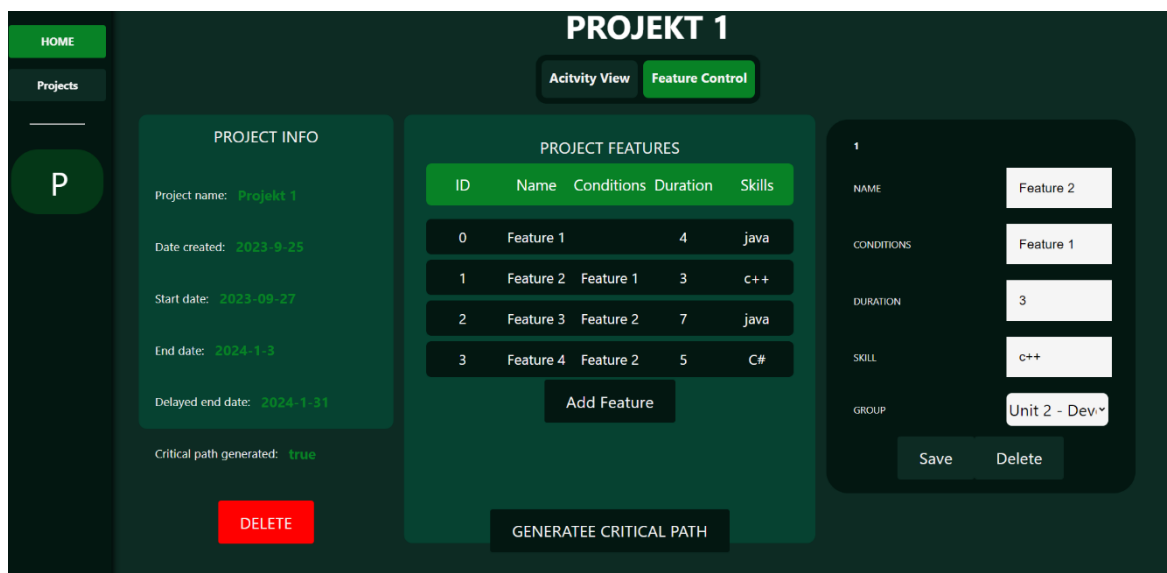 PROJEKT 1
HOME
Projects
P
Acitvity View Feature Control
PROJECT INFO
Project name: Projekt 1
Date created: 2023-9-25
Start date: 2023-09-27
End date: 2024-1-3
Delayed end date: 2024-1-31
Critical path generated: true
DELETE
PROJECT FEATURES
ID Name Conditions Duration Skills
0 Feature 1 4 java
1 Feature 2 Feature 1 3 c++
2 Feature 3 Feature 2 7 java
3 Feature 4 Feature 2 5 C#
Add Feature
GENERATEE CRITICAL PATH
1
NAME Feature 2
CONDITIONS Feature 1
DURATION 3
SKILL c++
GROUP Unit 2 - Dev
Save Delete